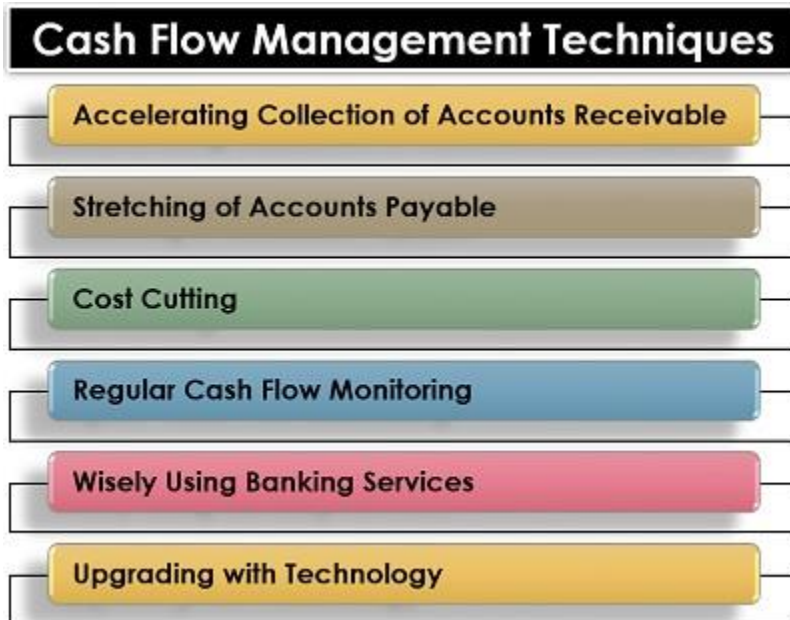 Cash Flow Management Techniques
Accelerating Collection of Accounts Receivable
Stretching of Accounts Payable
Cost Cutting
Regular Cash Flow Monitoring
Wisely Using Banking Services
Upgrading with Technology